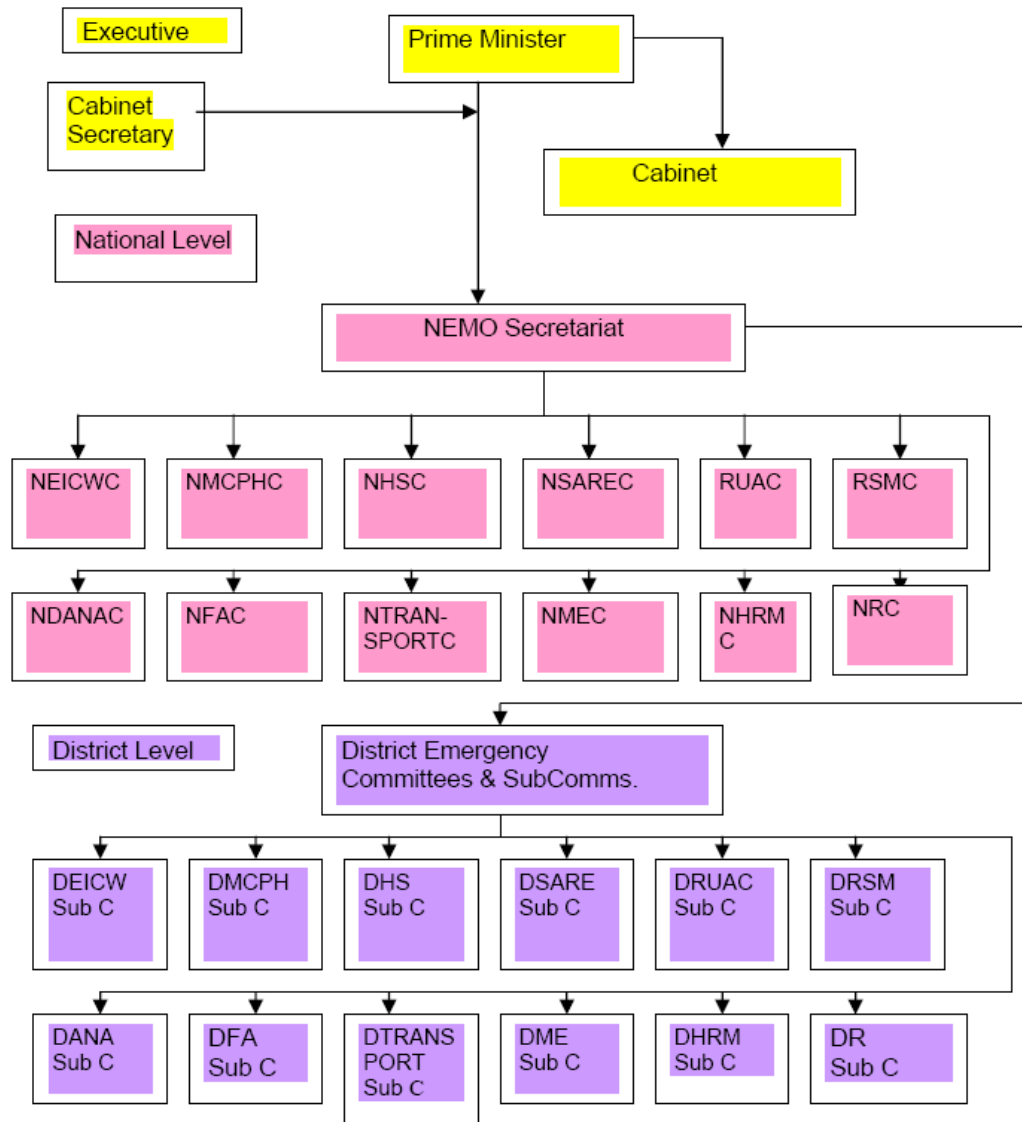 Executive
Prime Minister
Cabinet
Secretary
Cabinet
National Level
NEMO Secretariat
NEICWC
NMCPHC
NHSC
NSAREC
RUAC
RSMC
NDANAC
NFAC
NTRAN-
SPORTC
NMEC
NHRM
C
NRC
District Level
District Emergency
Committees & SubComms.
DEICW
Sub C
DMCPH
Sub C
DHS
Sub C
DSARE
Sub C
DRUAC
Sub C
DRSM
Sub C
DANA
Sub C
DFA
Sub C
DTRANS
PORT
Sub C
DME
Sub C
DHRM
Sub C
DR
Sub C